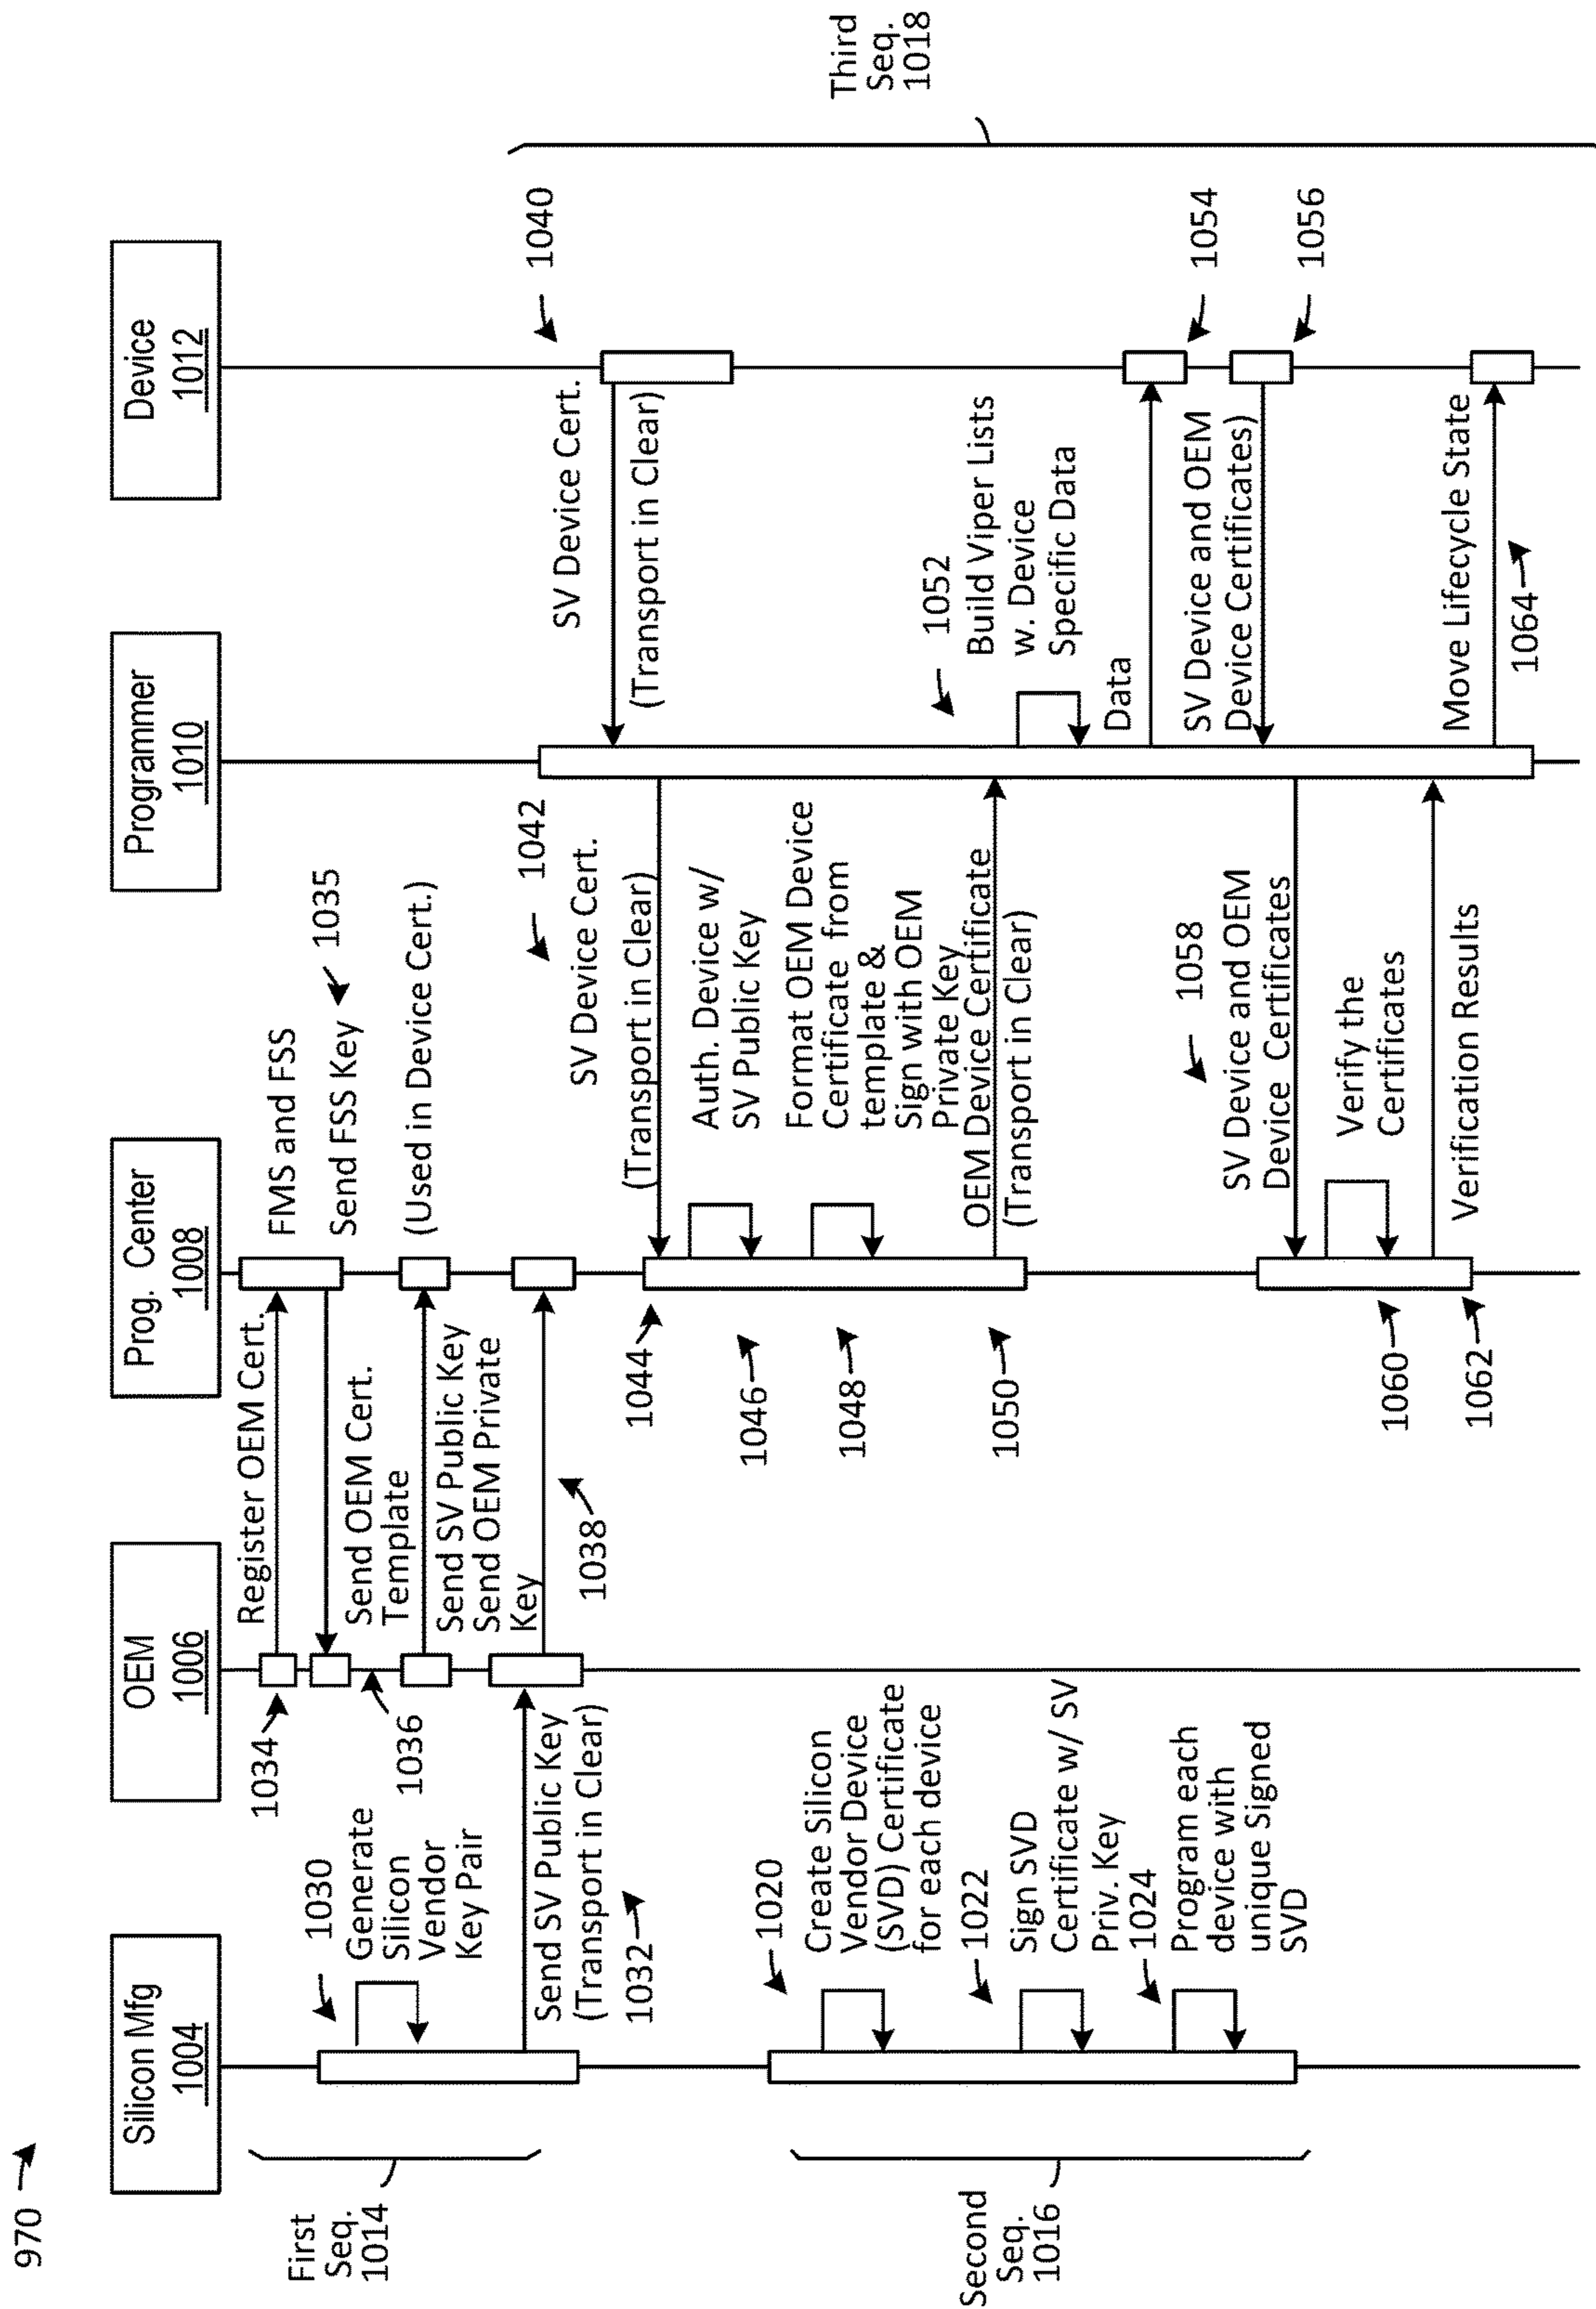 970
Silicon Mfg
1004
OEM
1006
Prog. Center
1008
Programmer
1010
Device
1012
First
Seq.
1014
1030
Generate
Silicon
Vendor
Key Pair
Send SV Public Key
(Transport in Clear)
1032
1034
Register OEM Cert.
FMS and FSS
Send FSS Key
1035
1036
Send OEM Cert.
Template
(Used in Device Cert.)
Send SV Public Key
Send OEM Private
Key
1038
Second
Seq.
1016
1020
Create Silicon
Vendor Device
(SVD) Certificate
for each device
1022
Sign SVD
Certificate w/ SV
Priv. Key
1024
Program each
device with
unique Signed
SVD
Third
Seq.
1018
1040
SV Device Cert.
(Transport in Clear)
1042
SV Device Cert.
(Transport in Clear)
1044
Auth. Device w/
SV Public Key
1046
Format OEM Device
Certificate from
template &
Sign with OEM
Private Key
1048
OEM Device Certificate
(Transport in Clear)
1050
1052
Build Viper Lists
w. Device
Specific Data
Data
1054
SV Device and OEM
Device Certificates)
1056
1058
SV Device and OEM
Device Certificates
Verify the
Certificates
1060
Verification Results
1062
Move Lifecycle State
1064